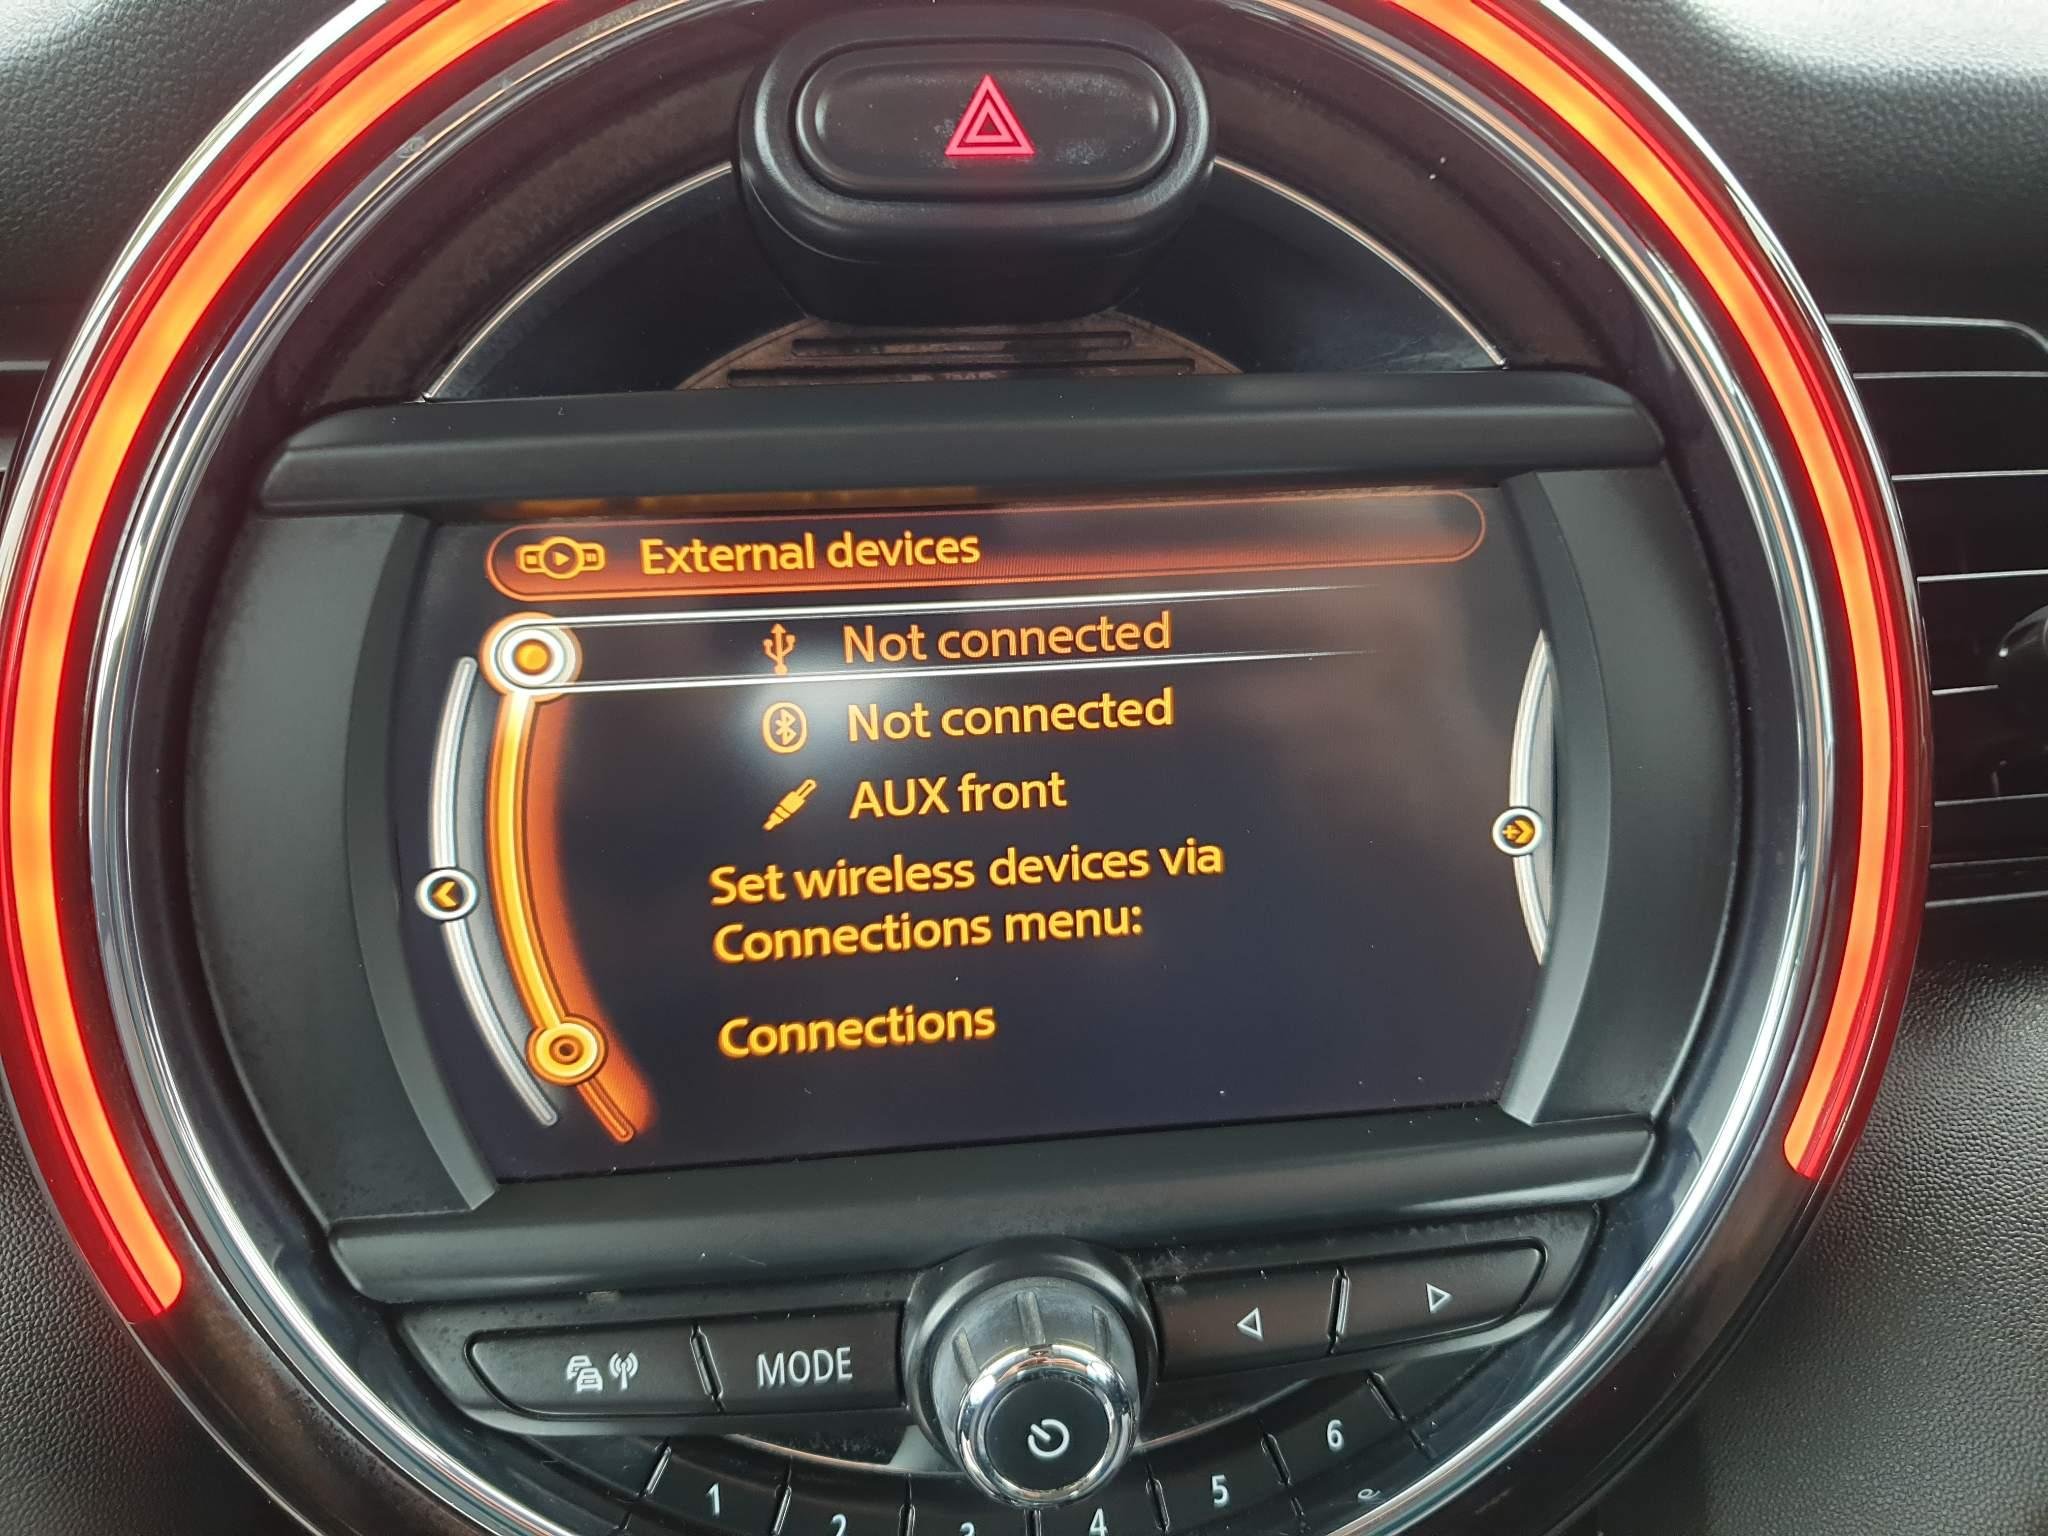 External devices
Not connected
Not connected
AUX front
Set wireless devices via
Connections menu:
Connections
MODE
1 2 3 4 5 6